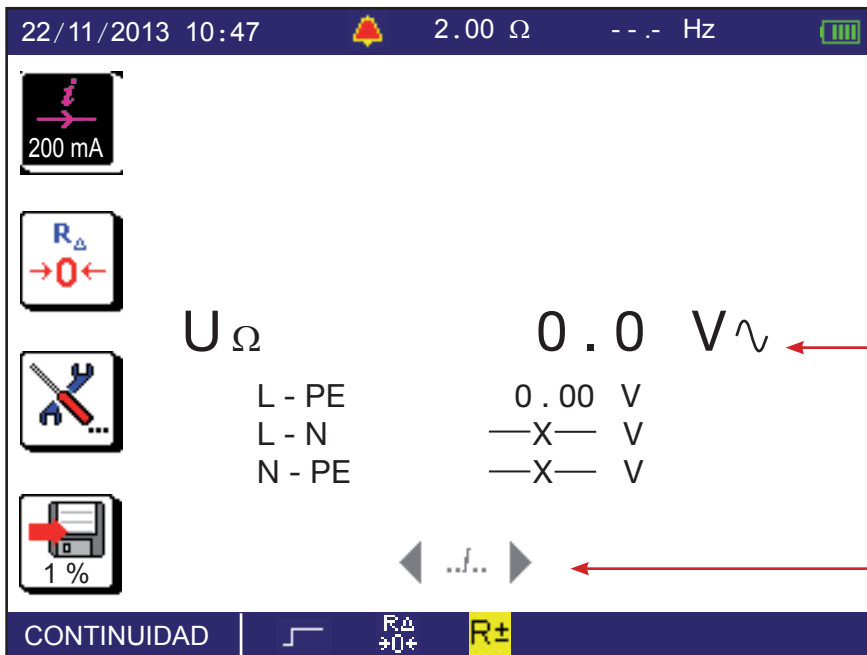 22/11/2013 10:47 2.00 Ω - - .- Hz
i
200 mA
RΔ
→0←
...
UΩ 0.0 V∿
L - PE 0.00 V
L - N —X— V
N - PE —X— V
1 %
../..
CONTINUIDAD RΔ →0← R±